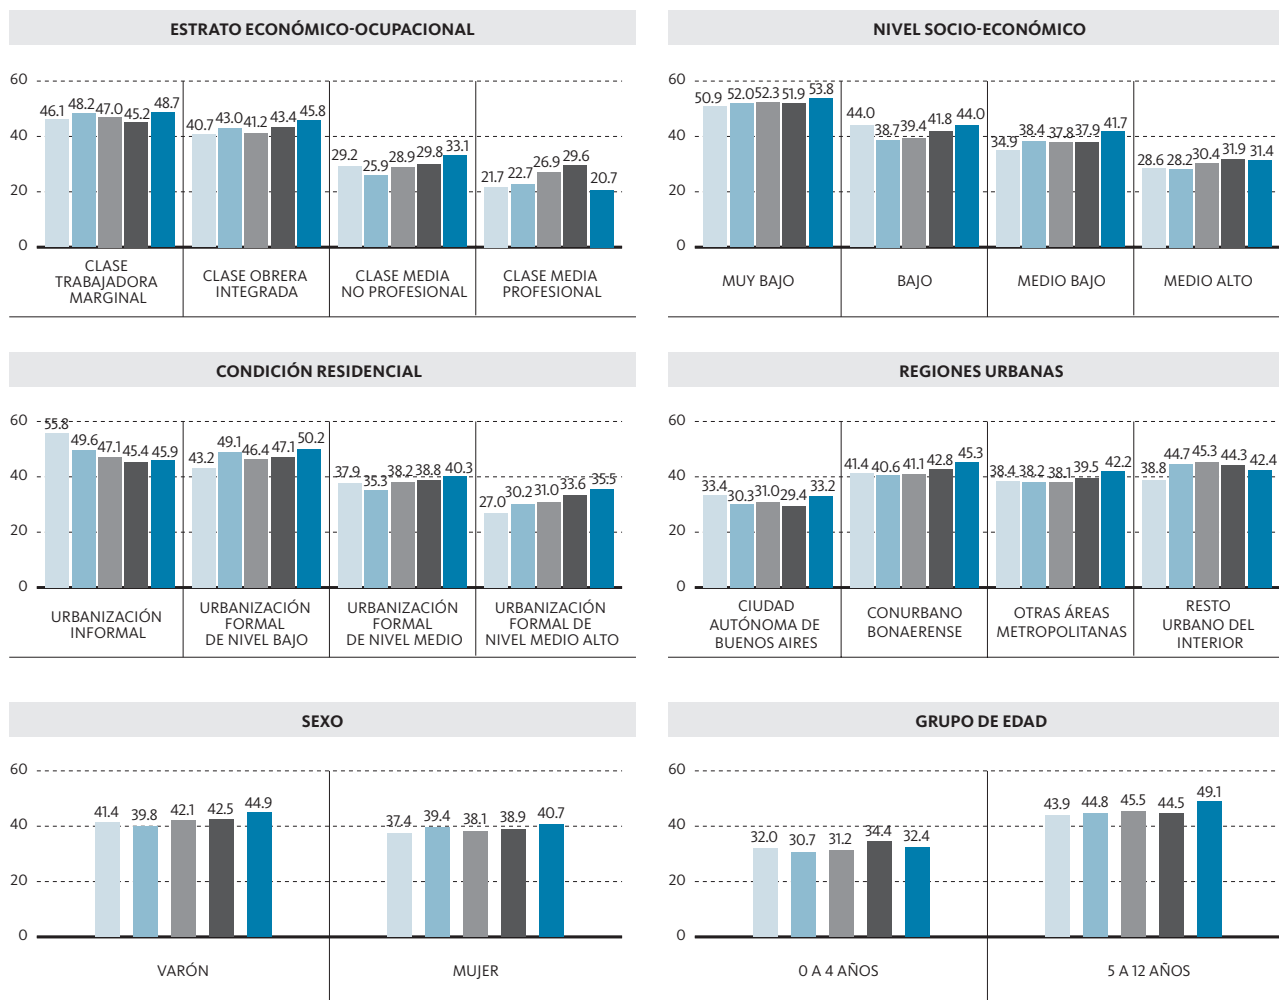 ESTRATO ECONÓMICO-OCUPACIONAL
60
40
20
0
46.1 48.2 47.0 45.2 48.7
40.7 43.0 41.2 43.4 45.8
29.2 25.9 28.9 29.8 33.1
21.7 22.7 26.9 29.6 20.7
CLASE
TRABAJADORA
MARGINAL
CLASE OBRERA
INTEGRADA
CLASE MEDIA
NO PROFESIONAL
CLASE MEDIA
PROFESIONAL
NIVEL SOCIO-ECONÓMICO
60
40
20
0
50.9 52.0 52.3 51.9 53.8
44.0 38.7 39.4 41.8 44.0
34.9 38.4 37.8 37.9 41.7
28.6 28.2 30.4 31.9 31.4
MUY BAJO
BAJO
MEDIO BAJO
MEDIO ALTO
CONDICIÓN RESIDENCIAL
60
40
20
0
55.8 49.6 47.1 45.4 45.9
43.2 49.1 46.4 47.1 50.2
37.9 35.3 38.2 38.8 40.3
27.0 30.2 31.0 33.6 35.5
URBANIZACIÓN
INFORMAL
URBANIZACIÓN
FORMAL
DE NIVEL BAJO
URBANIZACIÓN
FORMAL
DE NIVEL MEDIO
URBANIZACIÓN
FORMAL DE
NIVEL MEDIO ALTO
REGIONES URBANAS
60
40
20
0
33.4 30.3 31.0 29.4 33.2
41.4 40.6 41.1 42.8 45.3
38.4 38.2 38.1 39.5 42.2
38.8 44.7 45.3 44.3 42.4
CIUDAD
AUTÓNOMA DE
BUENOS AIRES
CONURBANO
BONAERENSE
OTRAS ÁREAS
METROPOLITANAS
RESTO
URBANO DEL
INTERIOR
SEXO
60
40
20
0
41.4 39.8 42.1 42.5 44.9
37.4 39.4 38.1 38.9 40.7
VARÓN
MUJER
GRUPO DE EDAD
60
40
20
0
32.0 30.7 31.2 34.4 32.4
43.9 44.8 45.5 44.5 49.1
0 A 4 AÑOS
5 A 12 AÑOS